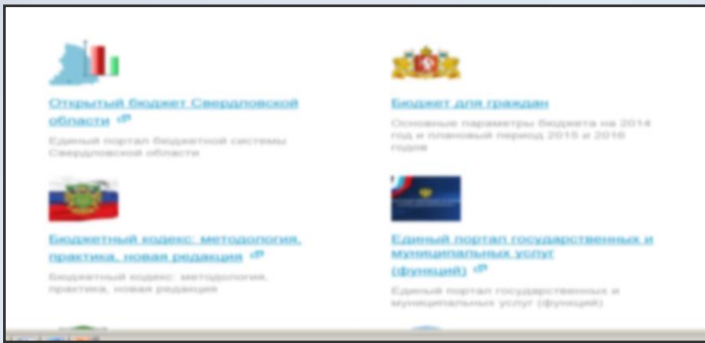 Открытый бюджет Свердловской
области
Единый портал бюджетной системы
Свердловской области
Бюджет для граждан
Основные параметры бюджета на 2014
год и плановый период 2015 и 2016
годов
Бюджетный кодекс: методология,
практика, новая редакция
Бюджетный кодекс: методология,
практика, новая редакция
Единый портал государственных и
муниципальных услуг
(функций)
Единый портал государственных и
муниципальных услуг (функций)